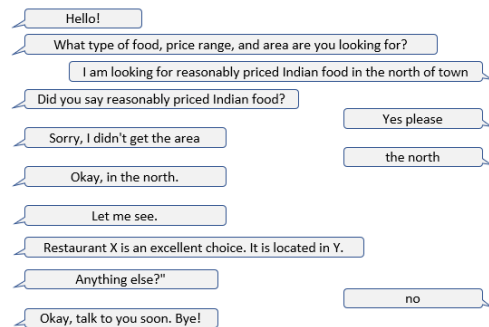 Hello!
What type of food, price range, and area are you looking for?
I am looking for reasonably priced Indian food in the north of town
Did you say reasonably priced Indian food?
Yes please
Sorry, I didn't get the area
the north
Okay, in the north.
Let me see.
Restaurant X is an excellent choice. It is located in Y.
Anything else?"
no
Okay, talk to you soon. Bye!